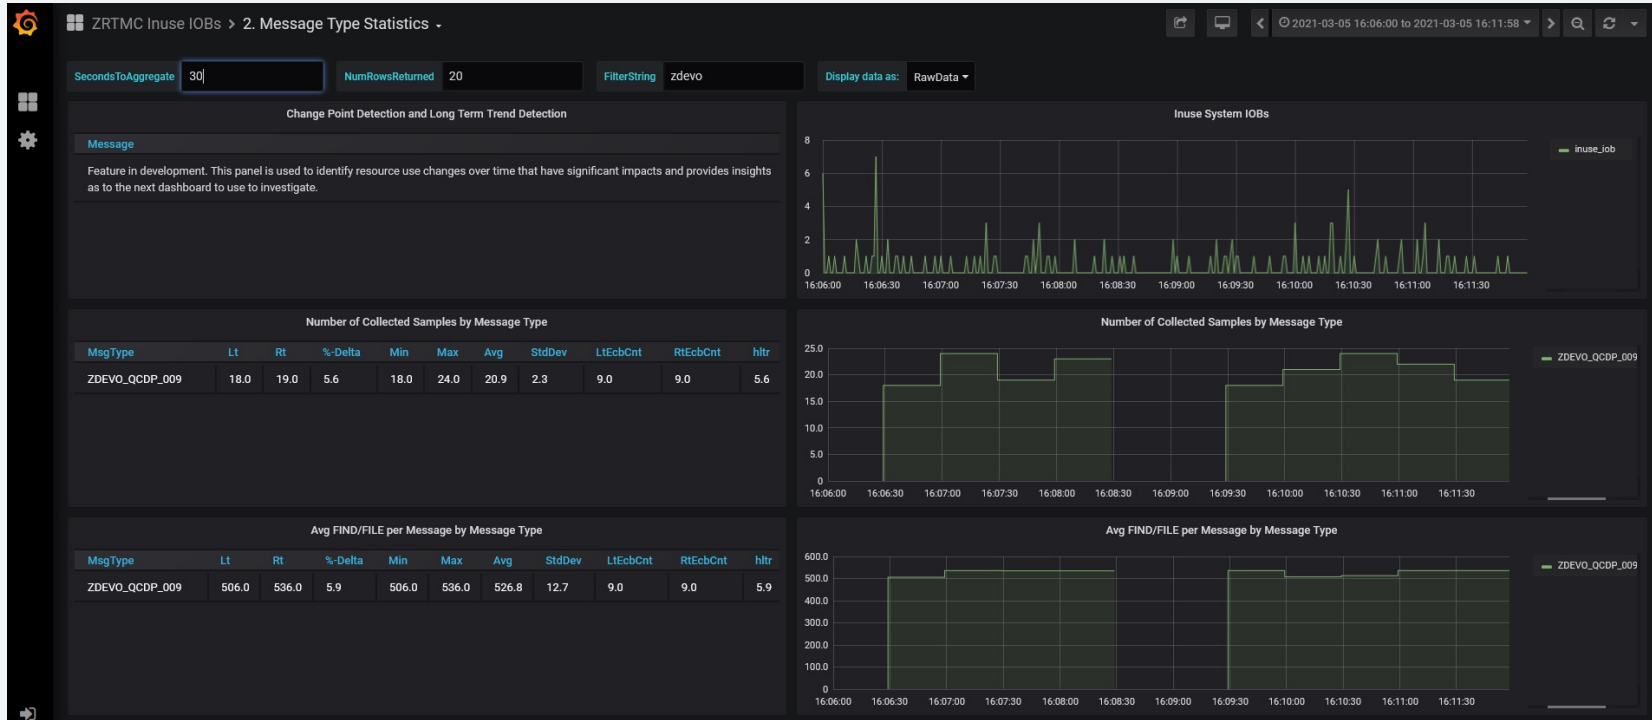 ZRTMC Inuse IOBs > 2. Message Type Statistics
2021-03-05 16:06:00 to 2021-03-05 16:11:58
SecondsToAggregate 30 NumRowsReturned 20 FilterString zdevo Display data as: RawData
Change Point Detection and Long Term Trend Detection
Message
Feature in development. This panel is used to identify resource use changes over time that have significant impacts and provides insights
as to the next dashboard to use to investigate.
Inuse System IOBs
8
6
4
2
0
16:06:00 16:06:30 16:07:00 16:07:30 16:08:00 16:08:30 16:09:00 16:09:30 16:10:00 16:10:30 16:11:00 16:11:30
inuse_iob
Number of Collected Samples by Message Type
MsgType Lt Rt %-Delta Min Max Avg StdDev LtEcbCnt RtEcbCnt hltr
ZDEVO_QCDP_009 18.0 19.0 5.6 18.0 24.0 20.9 2.3 9.0 9.0 5.6
Number of Collected Samples by Message Type
25.0
20.0
15.0
10.0
5.0
0
16:06:00 16:06:30 16:07:00 16:07:30 16:08:00 16:08:30 16:09:00 16:09:30 16:10:00 16:10:30 16:11:00 16:11:30
ZDEVO_QCDP_009
Avg FIND/FILE per Message by Message Type
MsgType Lt Rt %-Delta Min Max Avg StdDev LtEcbCnt RtEcbCnt hltr
ZDEVO_QCDP_009 506.0 536.0 5.9 506.0 536.0 526.8 12.7 9.0 9.0 5.9
Avg FIND/FILE per Message by Message Type
600.0
500.0
400.0
300.0
200.0
100.0
0
16:06:00 16:06:30 16:07:00 16:07:30 16:08:00 16:08:30 16:09:00 16:09:30 16:10:00 16:10:30 16:11:00 16:11:30
ZDEVO_QCDP_009